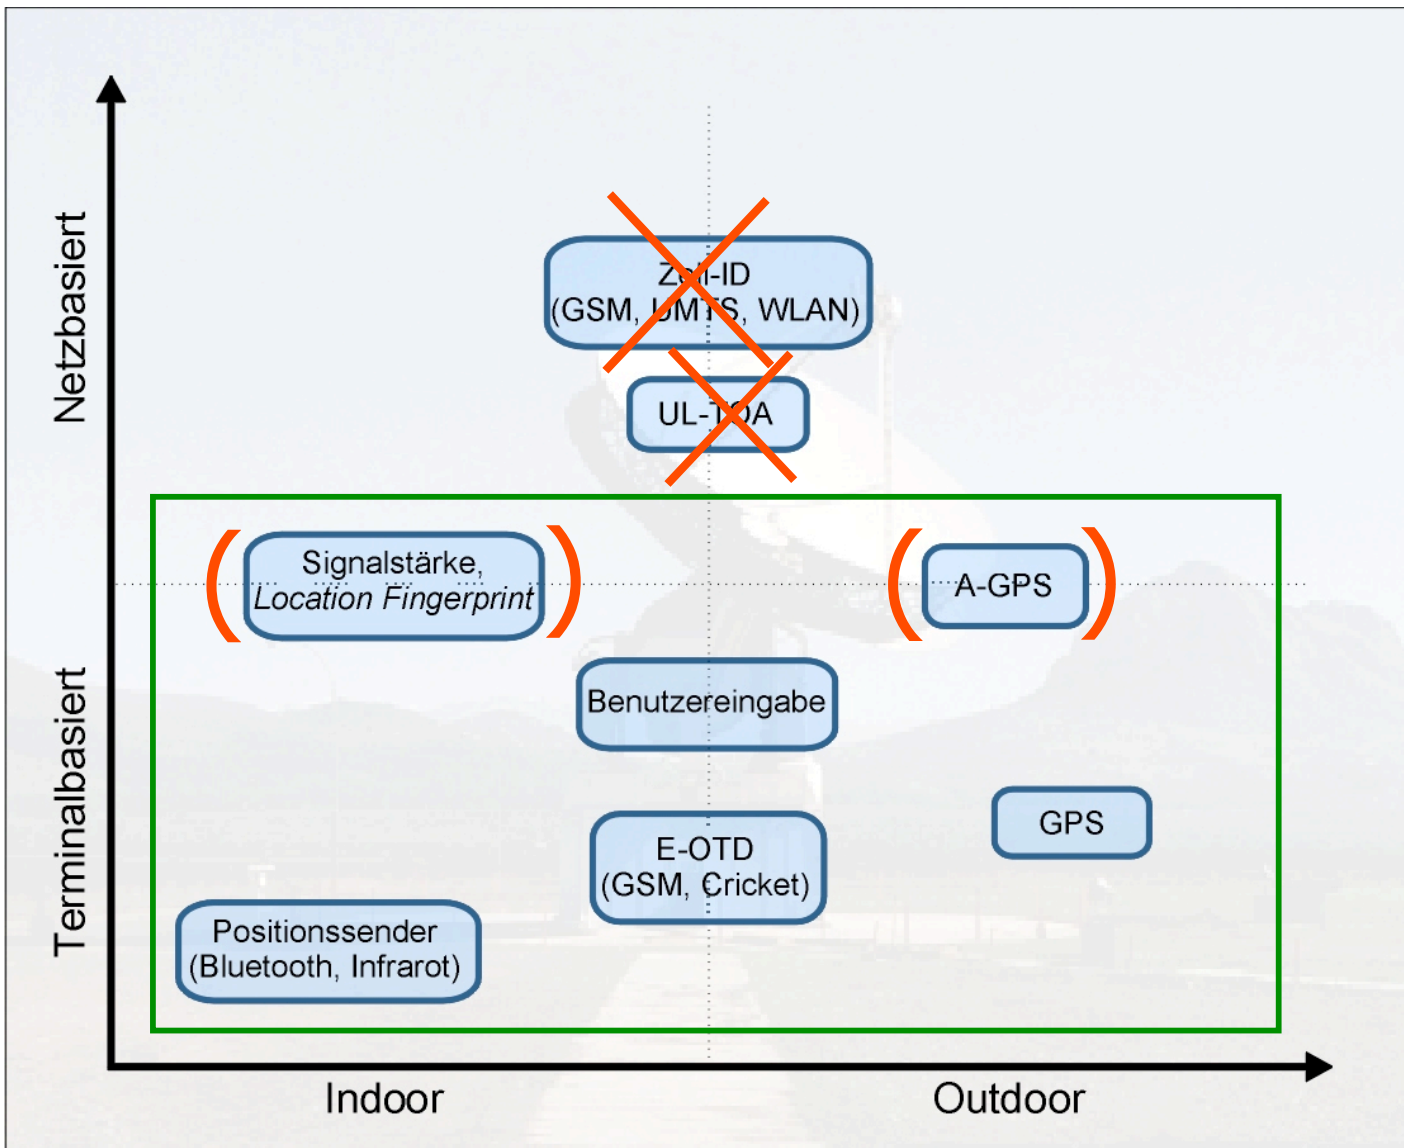 Netzbasiert
Terminalbasiert
Zell-ID
(GSM, UMTS, WLAN)
UL-TOA
Signalstärke,
Location Fingerprint
A-GPS
Benutzereingabe
GPS
E-OTD
(GSM, Cricket)
Positionssender
(Bluetooth, Infrarot)
Indoor
Outdoor